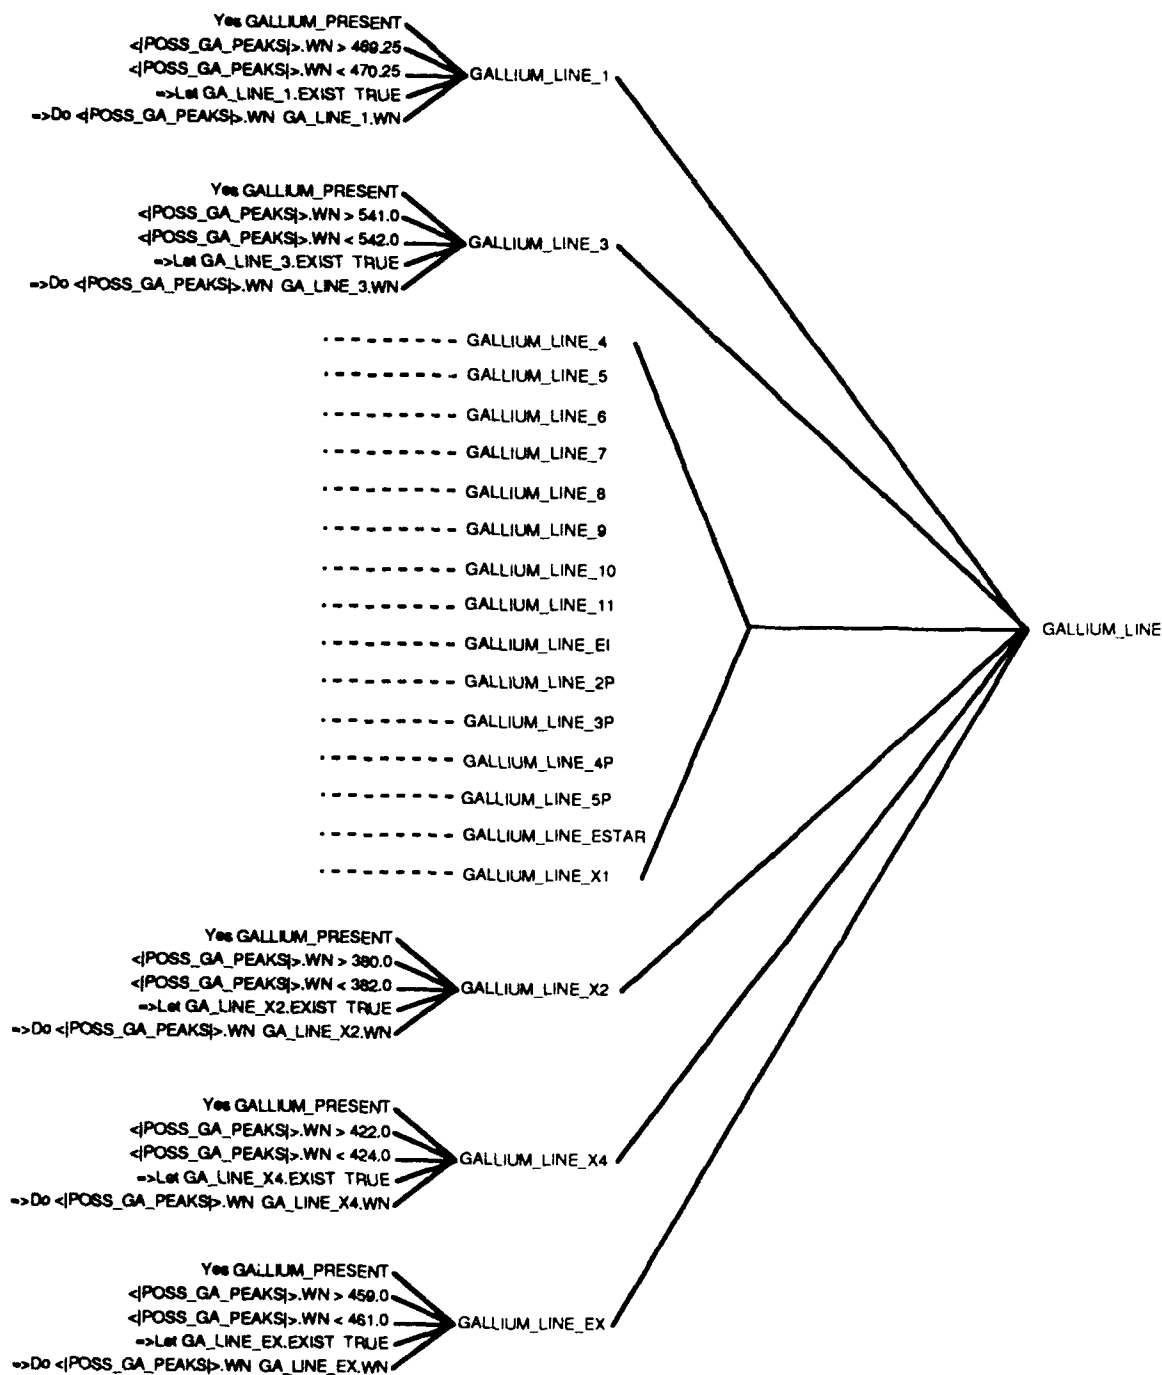 Yes GALLIUM_PRESENT
<|POSS_GA_PEAKS|>.WN > 469.25
<|POSS_GA_PEAKS|>.WN < 470.25
=>Let GA_LINE_1.EXIST TRUE
=>Do <|POSS_GA_PEAKS|>.WN GA_LINE_1.WN
GALLIUM_LINE_1
Yes GALLIUM_PRESENT
<|POSS_GA_PEAKS|>.WN > 541.0
<|POSS_GA_PEAKS|>.WN < 542.0
=>Let GA_LINE_3.EXIST TRUE
=>Do <|POSS_GA_PEAKS|>.WN GA_LINE_3.WN
GALLIUM_LINE_3
GALLIUM_LINE_4
GALLIUM_LINE_5
GALLIUM_LINE_6
GALLIUM_LINE_7
GALLIUM_LINE_8
GALLIUM_LINE_9
GALLIUM_LINE_10
GALLIUM_LINE_11
GALLIUM_LINE_EI
GALLIUM_LINE_2P
GALLIUM_LINE_3P
GALLIUM_LINE_4P
GALLIUM_LINE_5P
GALLIUM_LINE_ESTAR
GALLIUM_LINE_X1
GALLIUM_LINE
Yes GALLIUM_PRESENT
<|POSS_GA_PEAKS|>.WN > 380.0
<|POSS_GA_PEAKS|>.WN < 382.0
=>Let GA_LINE_X2.EXIST TRUE
=>Do <|POSS_GA_PEAKS|>.WN GA_LINE_X2.WN
GALLIUM_LINE_X2
Yes GALLIUM_PRESENT
<|POSS_GA_PEAKS|>.WN > 422.0
<|POSS_GA_PEAKS|>.WN < 424.0
=>Let GA_LINE_X4.EXIST TRUE
=>Do <|POSS_GA_PEAKS|>.WN GA_LINE_X4.WN
GALLIUM_LINE_X4
Yes GALLIUM_PRESENT
<|POSS_GA_PEAKS|>.WN > 459.0
<|POSS_GA_PEAKS|>.WN < 461.0
=>Let GA_LINE_EX.EXIST TRUE
=>Do <|POSS_GA_PEAKS|>.WN GA_LINE_EX.WN
GALLIUM_LINE_EX